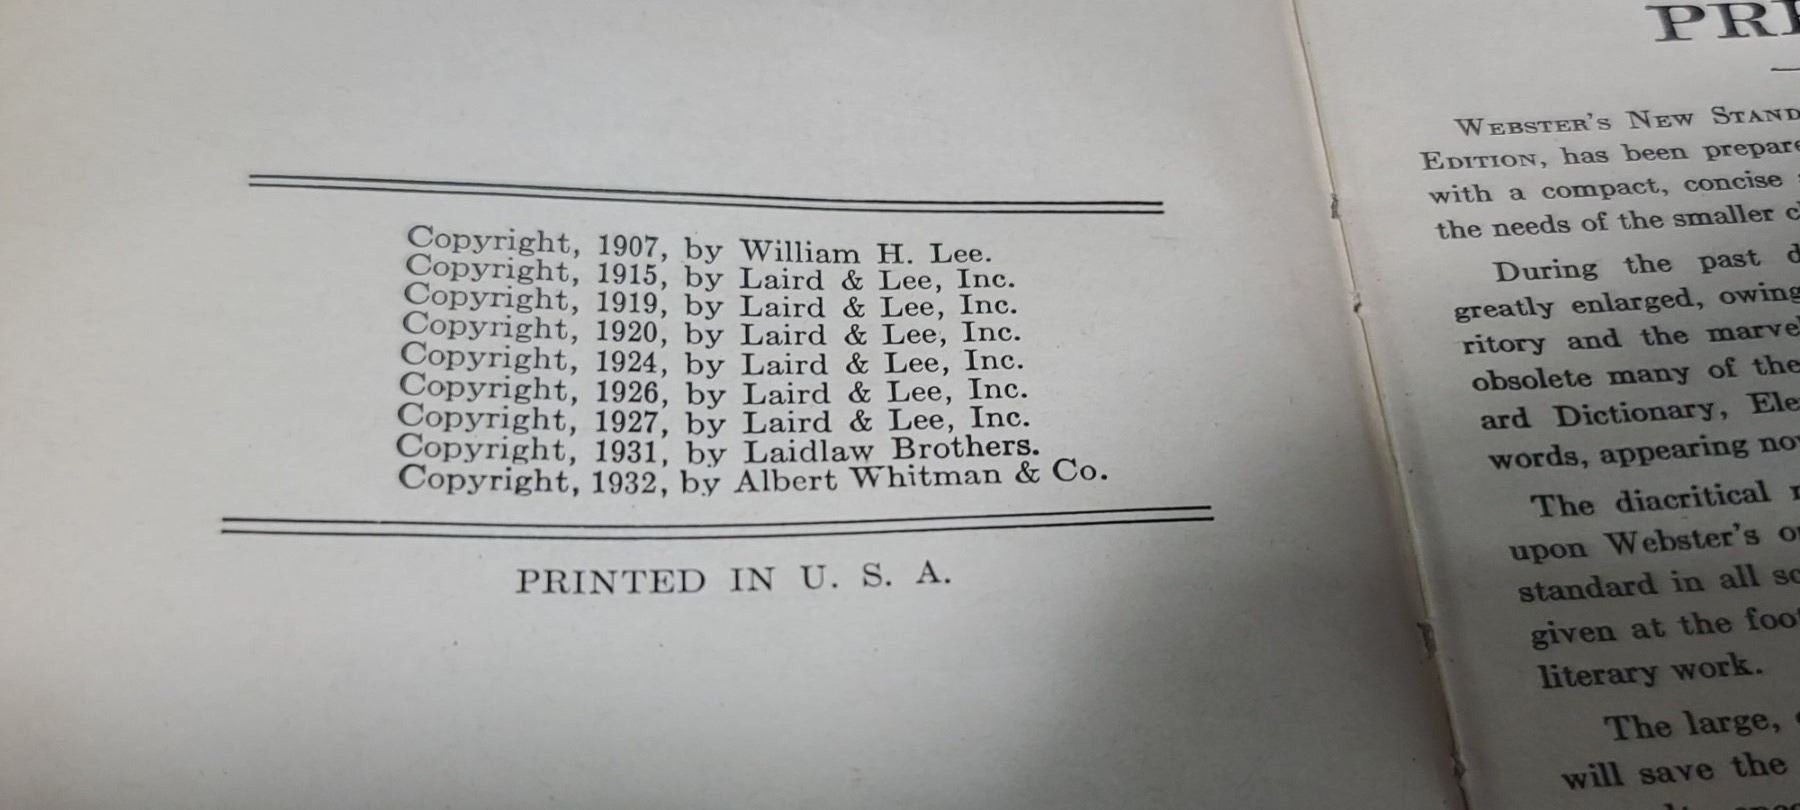 Copyright, 1907, by William H. Lee.
Copyright, 1915, by Laird & Lee, Inc.
Copyright, 1919, by Laird & Lee, Inc.
Copyright, 1920, by Laird & Lee, Inc.
Copyright, 1924, by Laird & Lee, Inc.
Copyright, 1926, by Laird & Lee, Inc.
Copyright, 1927, by Laird & Lee, Inc.
Copyright, 1931, by Laidlaw Brothers.
Copyright, 1932, by Albert Whitman & Co.
PRINTED IN U. S. A.
WEBSTER'S NEW
EDITION, has been
with a compact, concise
the needs of the smaller
During the past
greatly enlarged, owing
ritory and the
obsolete many of the
ard Dictionary,
words, appearing
The diacritical
upon Webster's
standard in all
given at the
literary work.
The large,
will save the